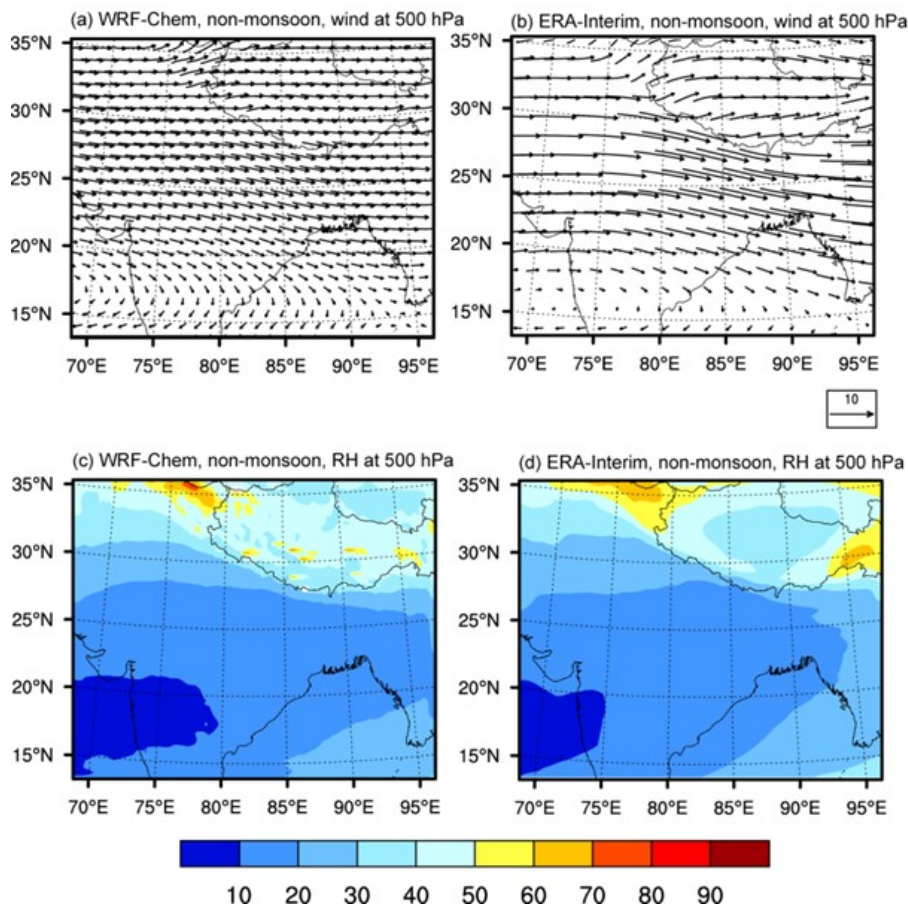 (a) WRF-Chem, non-monsoon, wind at 500 hPa
(b) ERA-Interim, non-monsoon, wind at 500 hPa
35°N
30°N
25°N
20°N
15°N
70°E 75°E 80°E 85°E 90°E 95°E
35°N
30°N
25°N
20°N
15°N
70°E 75°E 80°E 85°E 90°E 95°E
10
(c) WRF-Chem, non-monsoon, RH at 500 hPa
(d) ERA-Interim, non-monsoon, RH at 500 hPa
35°N
30°N
25°N
20°N
15°N
70°E 75°E 80°E 85°E 90°E 95°E
35°N
30°N
25°N
20°N
15°N
70°E 75°E 80°E 85°E 90°E 95°E
10 20 30 40 50 60 70 80 90